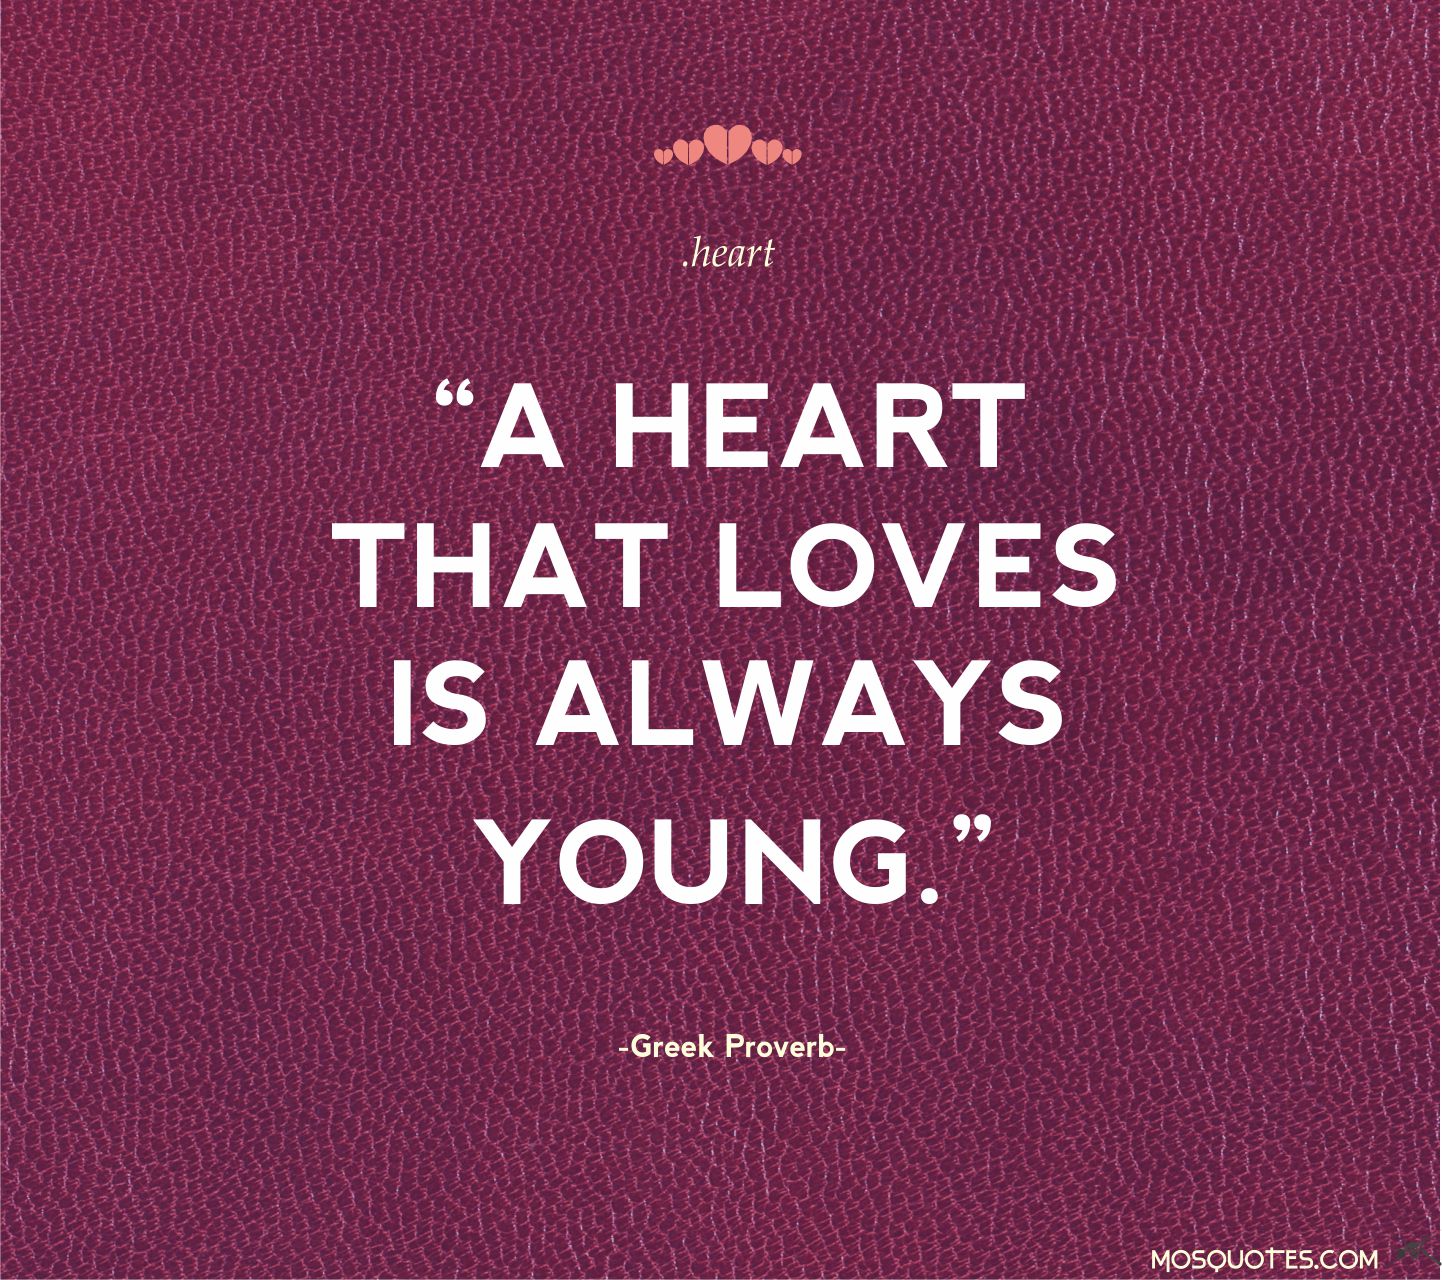 .heart
“A HEART
THAT LOVES
IS ALWAYS
YOUNG.”
-Greek Proverb-
MOSQUOTES.COM